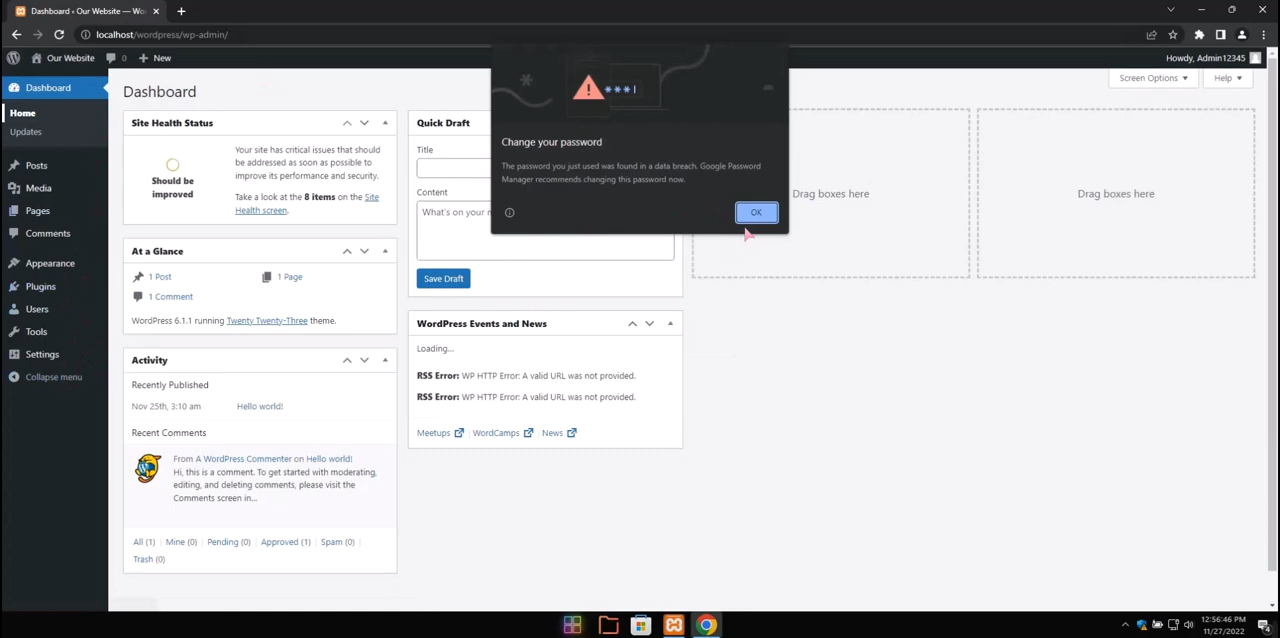 Dashboard ‹ Our Website — Wo
localhost/wordpress/wp-admin/
Our Website
0
New
Howdy, Admin12345
Dashboard
Home
Updates
Posts
Media
Pages
Comments
Appearance
Plugins
Users
Tools
Settings
Collapse menu
Dashboard
Screen Options
Help
Site Health Status
Should be
improved
Your site has critical issues that should
be addressed as soon as possible to
improve its performance and security.
Take a look at the 8 items on the Site
Health screen.
At a Glance
1 Post
1 Page
1 Comment
WordPress 6.1.1 running Twenty Twenty-Three theme.
Activity
Recently Published
Nov 25th, 3:10 am
Hello world!
Recent Comments
From A WordPress Commenter on Hello world!
Hi, this is a comment. To get started with moderating,
editing, and deleting comments, please visit the
Comments screen in...
All (1) | Mine (0) | Pending (0) | Approved (1) | Spam (0) |
Trash (0)
Quick Draft
Title
Content
What's on your m
Save Draft
WordPress Events and News
Loading...
RSS Error: WP HTTP Error: A valid URL was not provided.
RSS Error: WP HTTP Error: A valid URL was not provided.
Meetups | WordCamps | News
***|
Change your password
The password you just used was found in a data breach. Google Password
Manager recommends changing this password now.
OK
Drag boxes here
Drag boxes here
12:56:46 PM
11/27/2022
4